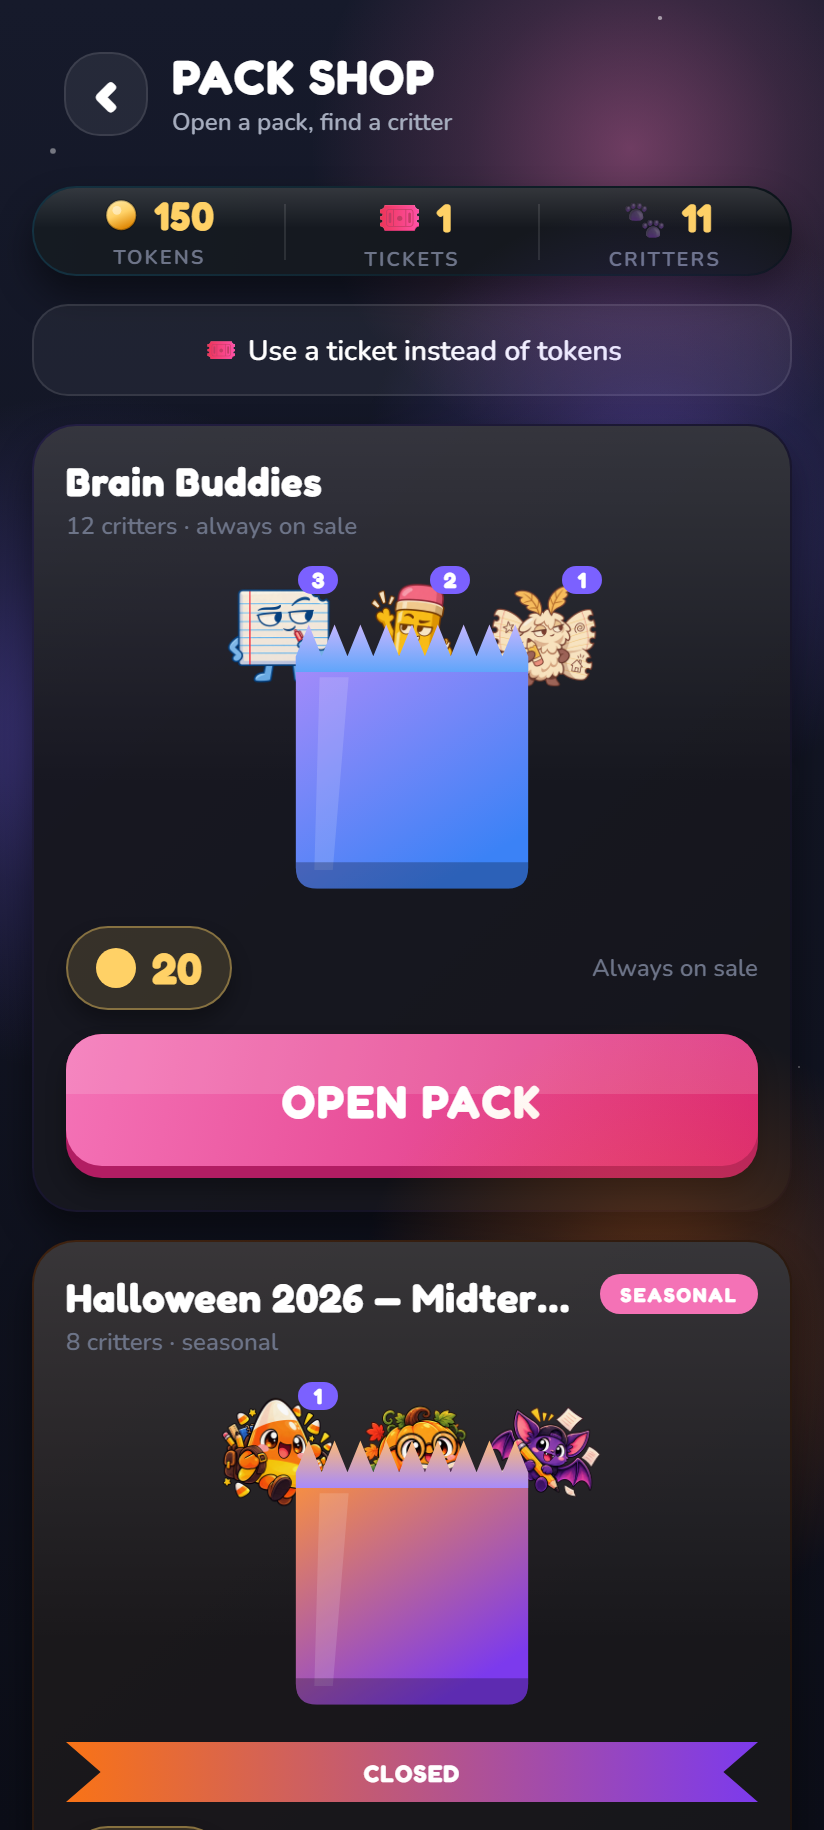 PACK SHOP
Open a pack, find a critter
150
TOKENS
1
TICKETS
11
CRITTERS
Use a ticket instead of tokens
Brain Buddies
12 critters · always on sale
3
2
1
20
Always on sale
OPEN PACK
Halloween 2026 — Midter...
SEASONAL
8 critters · seasonal
1
CLOSED